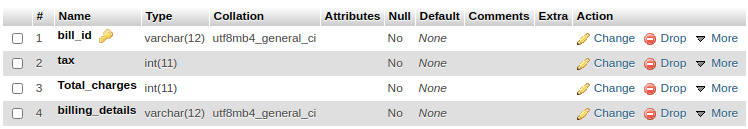 # Name Type Collation Attributes Null Default Comments Extra Action
1 bill_id varchar(12) utf8mb4_general_ci No None Change Drop More
2 tax int(11) No None Change Drop More
3 Total_charges int(11) No None Change Drop More
4 billing_details varchar(12) utf8mb4_general_ci No None Change Drop More